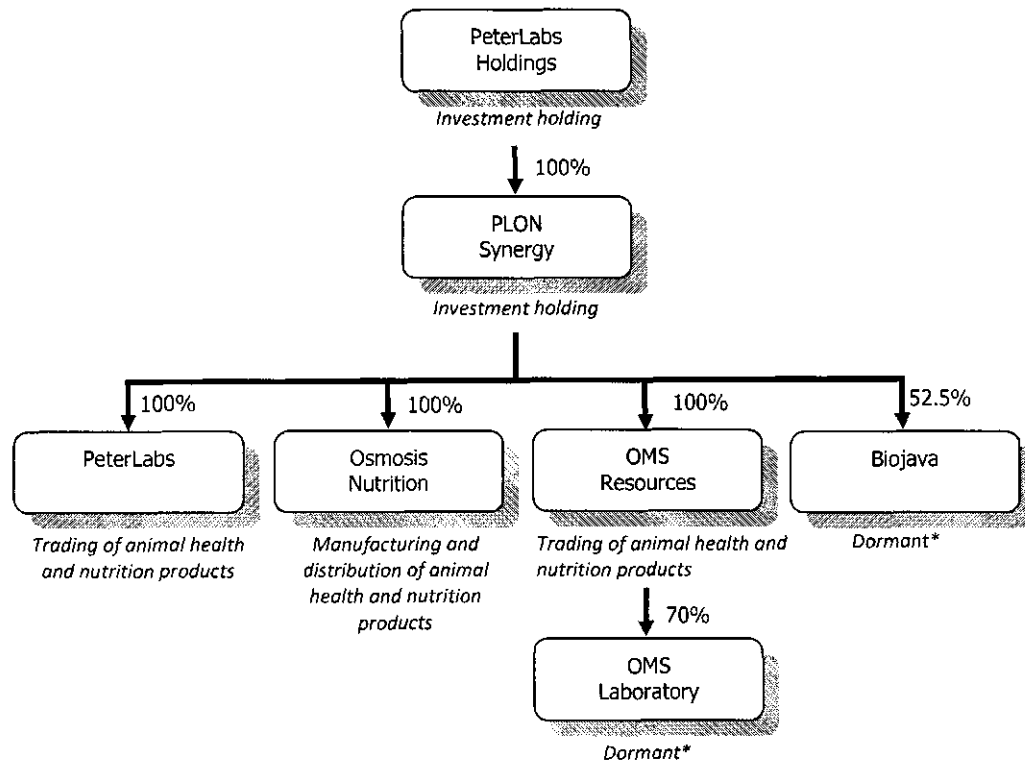 PeterLabs
Holdings
Investment holding
100%
PLON
Synergy
Investment holding
100%
100%
100%
52.5%
PeterLabs
Osmosis
Nutrition
OMS
Resources
Biojava
Trading of animal health
and nutrition products
Manufacturing and
distribution of animal
health and nutrition
products
Trading of animal health and
nutrition products
Dormant*
70%
OMS
Laboratory
Dormant*